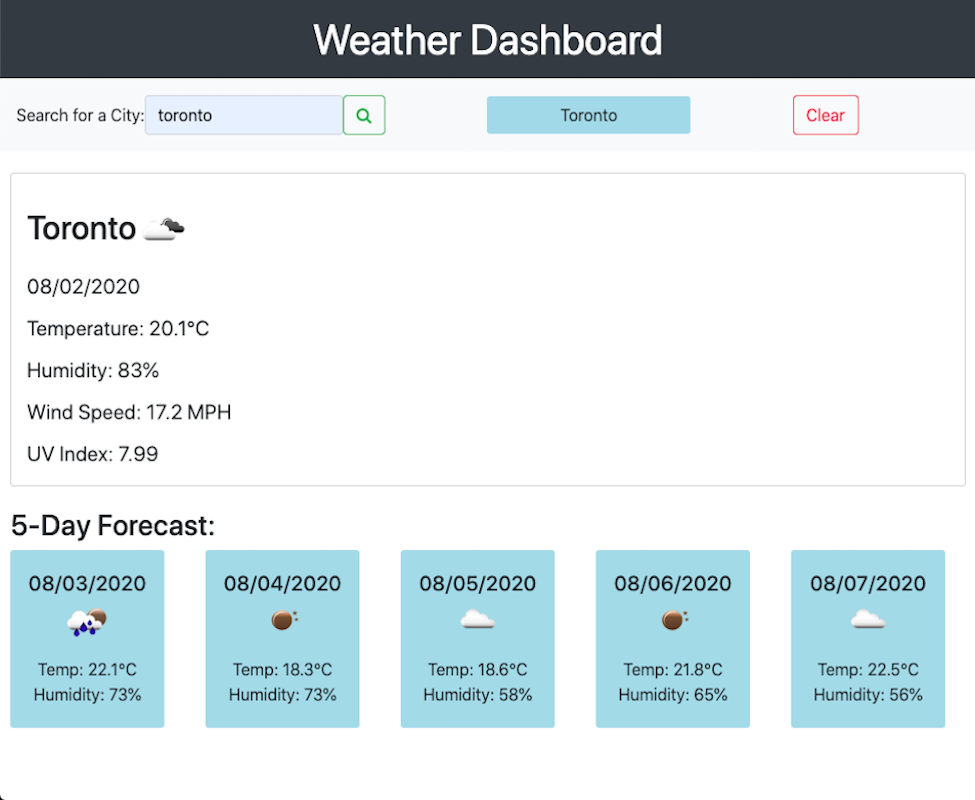 Weather Dashboard
Search for a City: toronto Toronto Clear
Toronto
08/02/2020
Temperature: 20.1°C
Humidity: 83%
Wind Speed: 17.2 MPH
UV Index: 7.99
5-Day Forecast:
08/03/2020 08/04/2020 08/05/2020 08/06/2020 08/07/2020
Temp: 22.1°C Temp: 18.3°C Temp: 18.6°C Temp: 21.8°C Temp: 22.5°C
Humidity: 73% Humidity: 73% Humidity: 58% Humidity: 65% Humidity: 56%